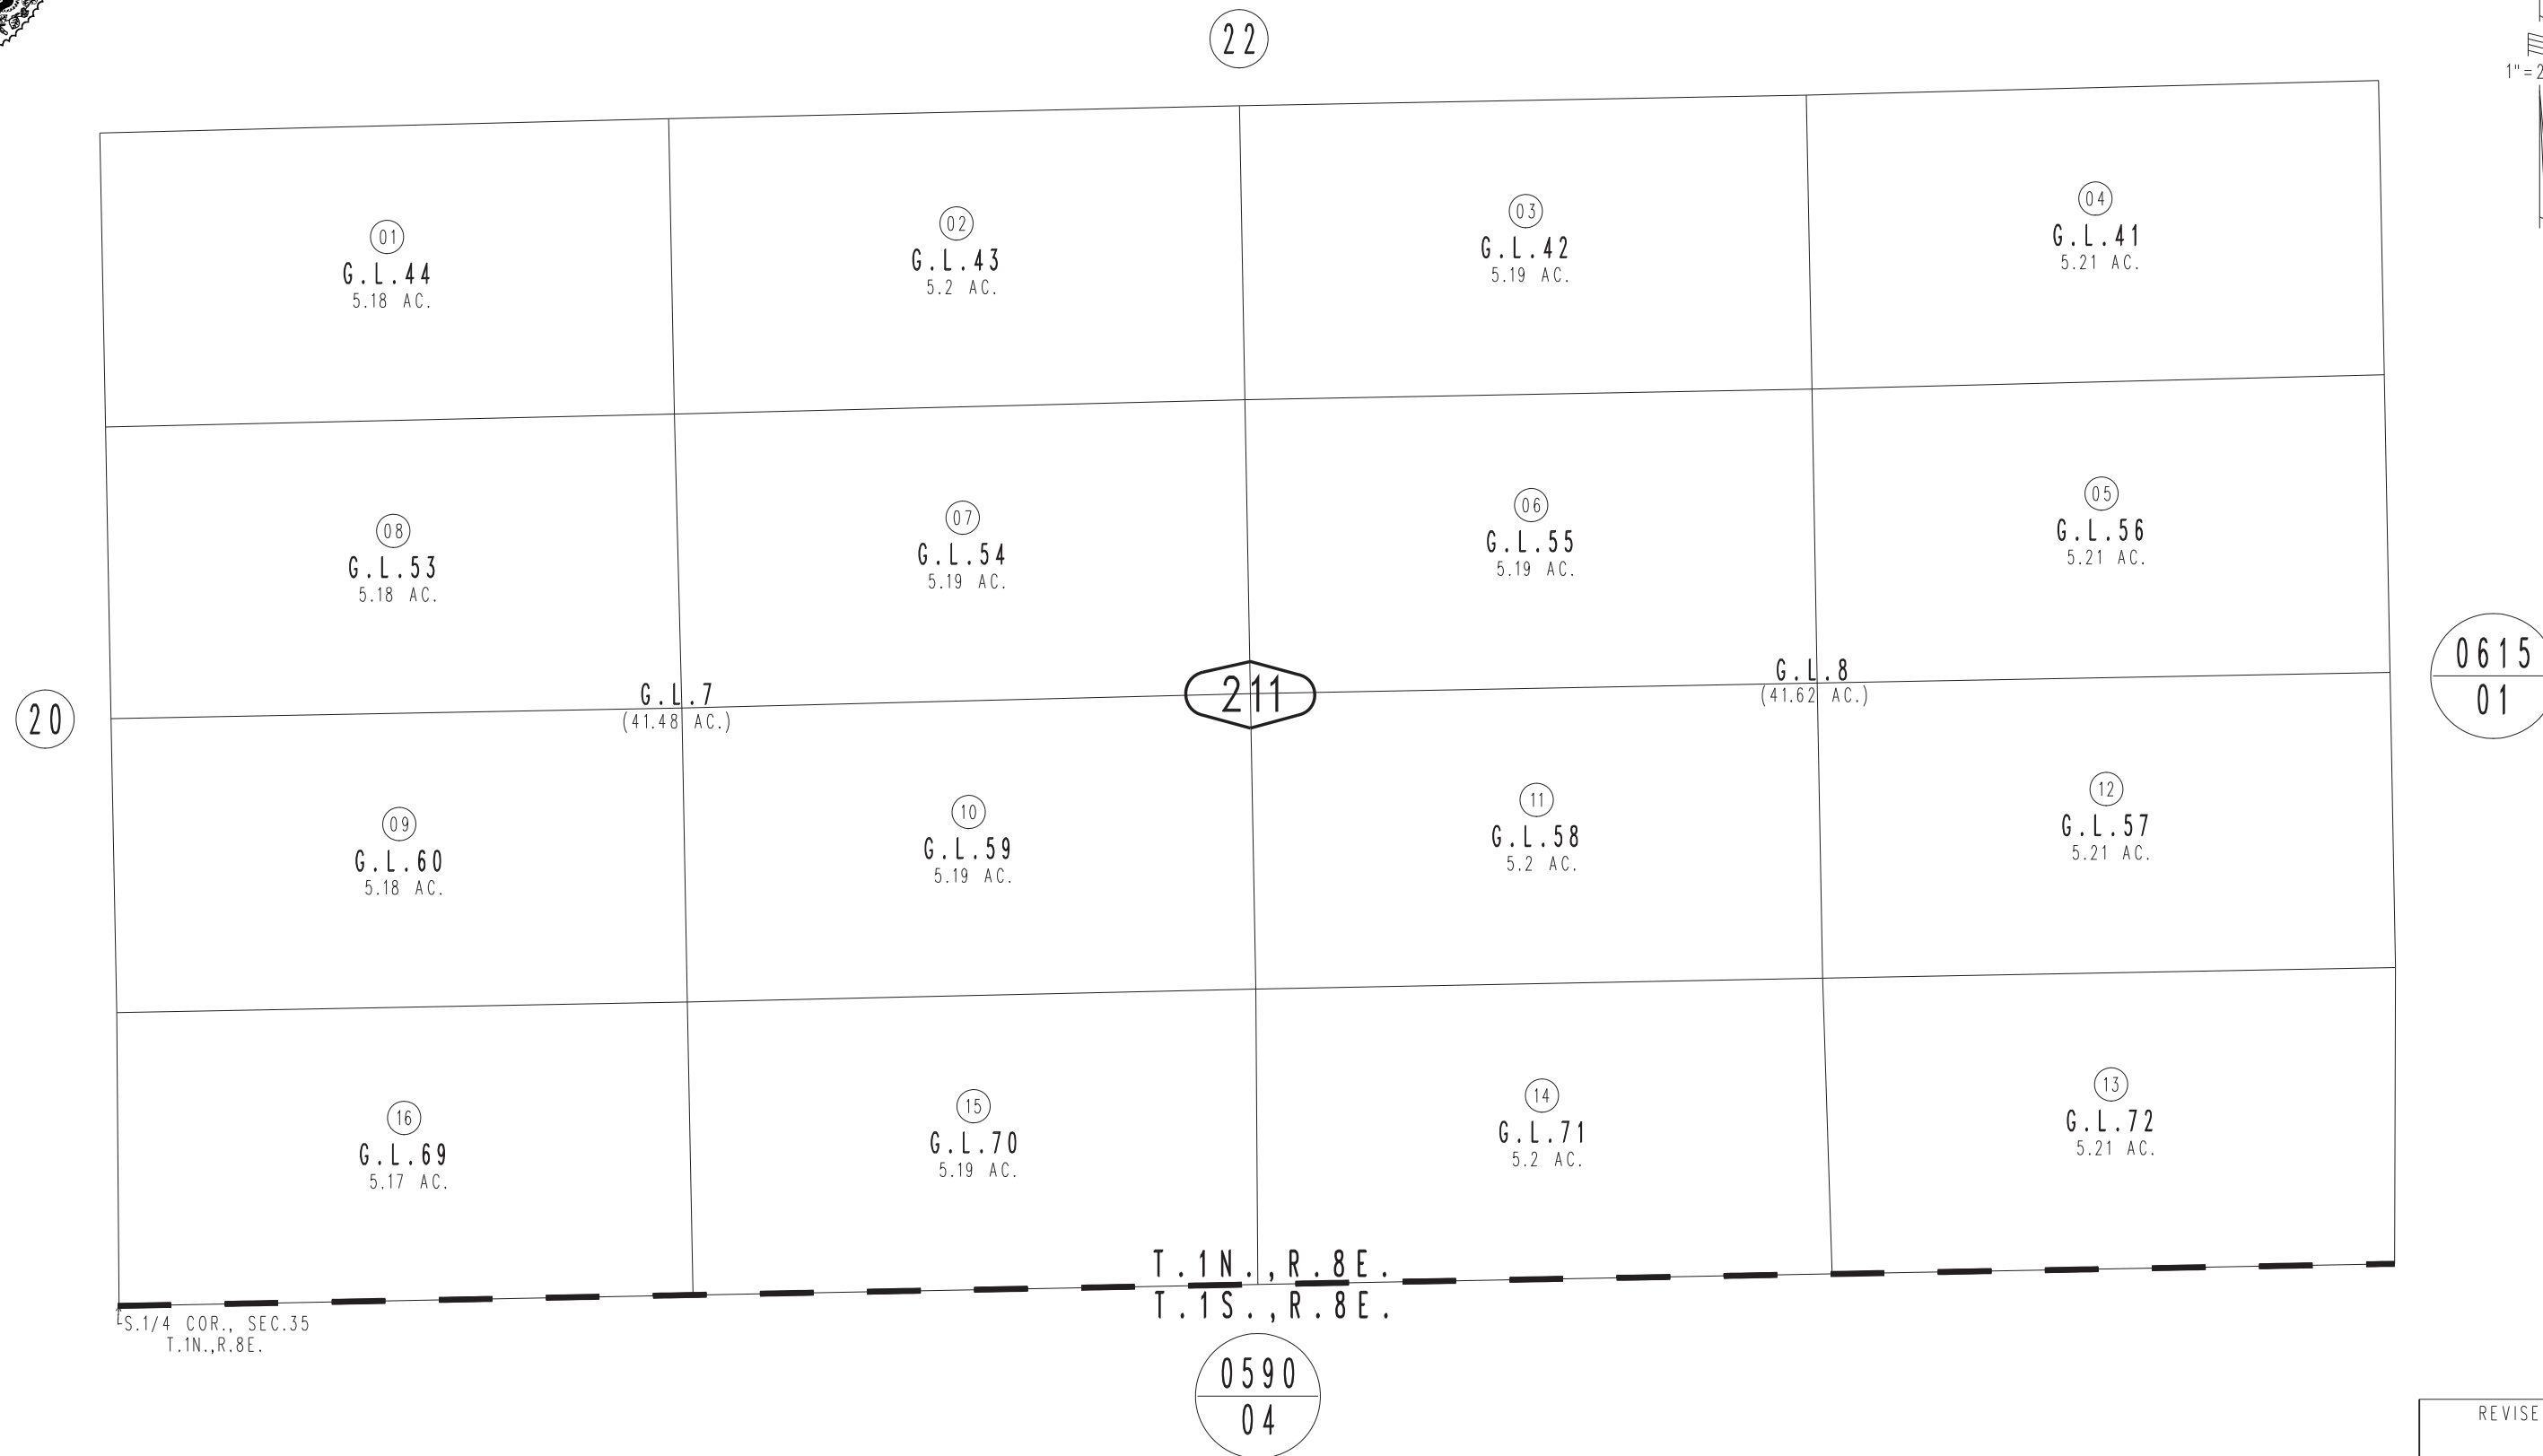 22
1"=2
01
G.L.44
5.18 AC.
02
G.L.43
5.2 AC.
03
G.L.42
5.19 AC.
04
G.L.41
5.21 AC.
08
G.L.53
5.18 AC.
07
G.L.54
5.19 AC.
06
G.L.55
5.19 AC.
05
G.L.56
5.21 AC.
20
G.L.7
(41.48 AC.)
211
G.L.8
(41.62 AC.)
0615
01
09
G.L.60
5.18 AC.
10
G.L.59
5.19 AC.
11
G.L.58
5.2 AC.
12
G.L.57
5.21 AC.
16
G.L.69
5.17 AC.
15
G.L.70
5.19 AC.
14
G.L.71
5.2 AC.
13
G.L.72
5.21 AC.
T.1N.,R.8E.
T.1S.,R.8E.
S.1/4 COR., SEC.35
T.1N.,R.8E.
0590
04
REVISE